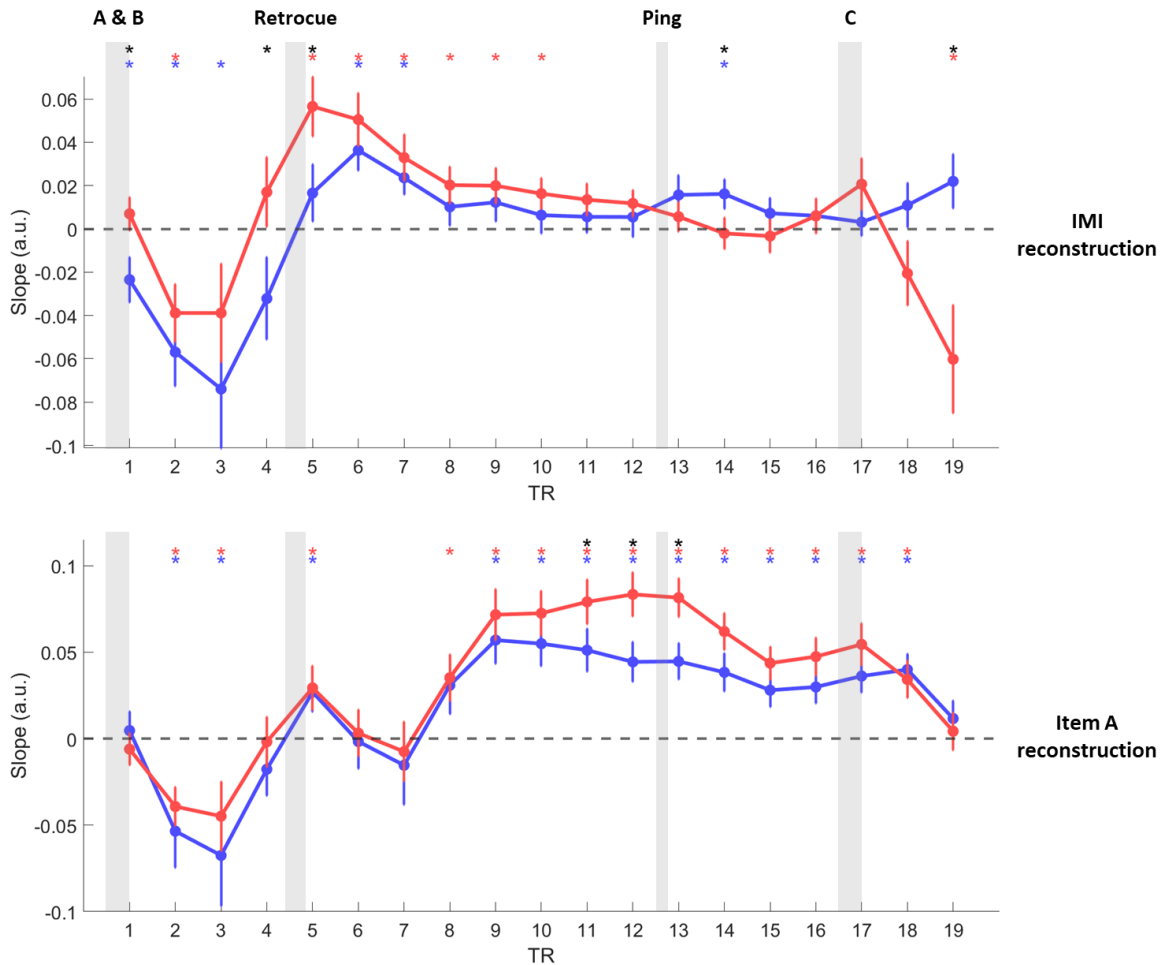 A & B Retrocue Ping C
* * * *
* * * * * * * *
* * * * * *
0.06
0.04
0.02
0
-0.02
-0.04
-0.06
-0.08
-0.1
Slope (a.u.)
IMI
reconstruction
1 2 3 4 5 6 7 8 9 10 11 12 13 14 15 16 17 18 19
TR
* * *
* * * * * * * * * * * * * *
* * * * * * * * * * * * *
0.1
0.05
0
-0.05
-0.1
Slope (a.u.)
Item A
reconstruction
1 2 3 4 5 6 7 8 9 10 11 12 13 14 15 16 17 18 19
TR